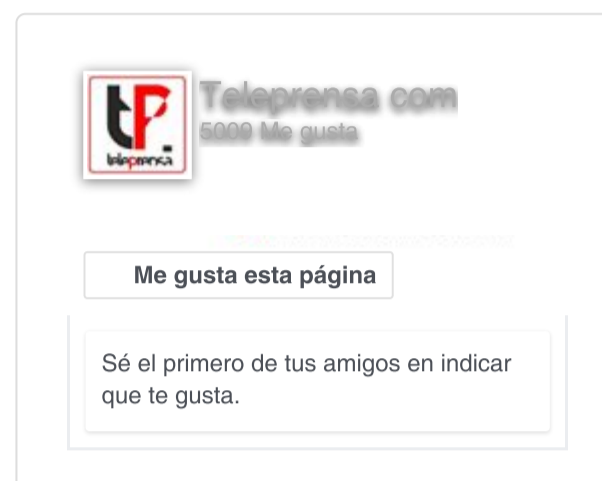 Teleprensa com
5009 Me gusta
tP.
teleprensa
Me gusta esta página
Sé el primero de tus amigos en indicar
que te gusta.